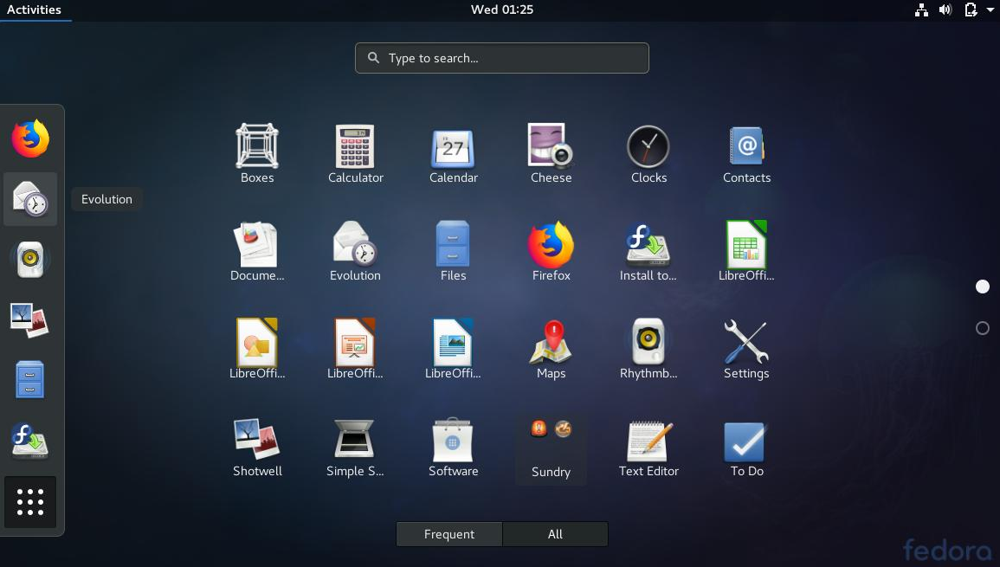 Activities
Wed 01:25
Type to search...
Evolution
Boxes
Calculator
27
Calendar
Cheese
Clocks
@
Contacts
Docume...
Evolution
Files
Firefox
Install to...
LibreOffi...
LibreOffi...
LibreOffi...
LibreOffi...
Maps
Rhythmb...
Settings
Shotwell
Simple S...
Software
Sundry
Text Editor
To Do
Frequent
All
fedora